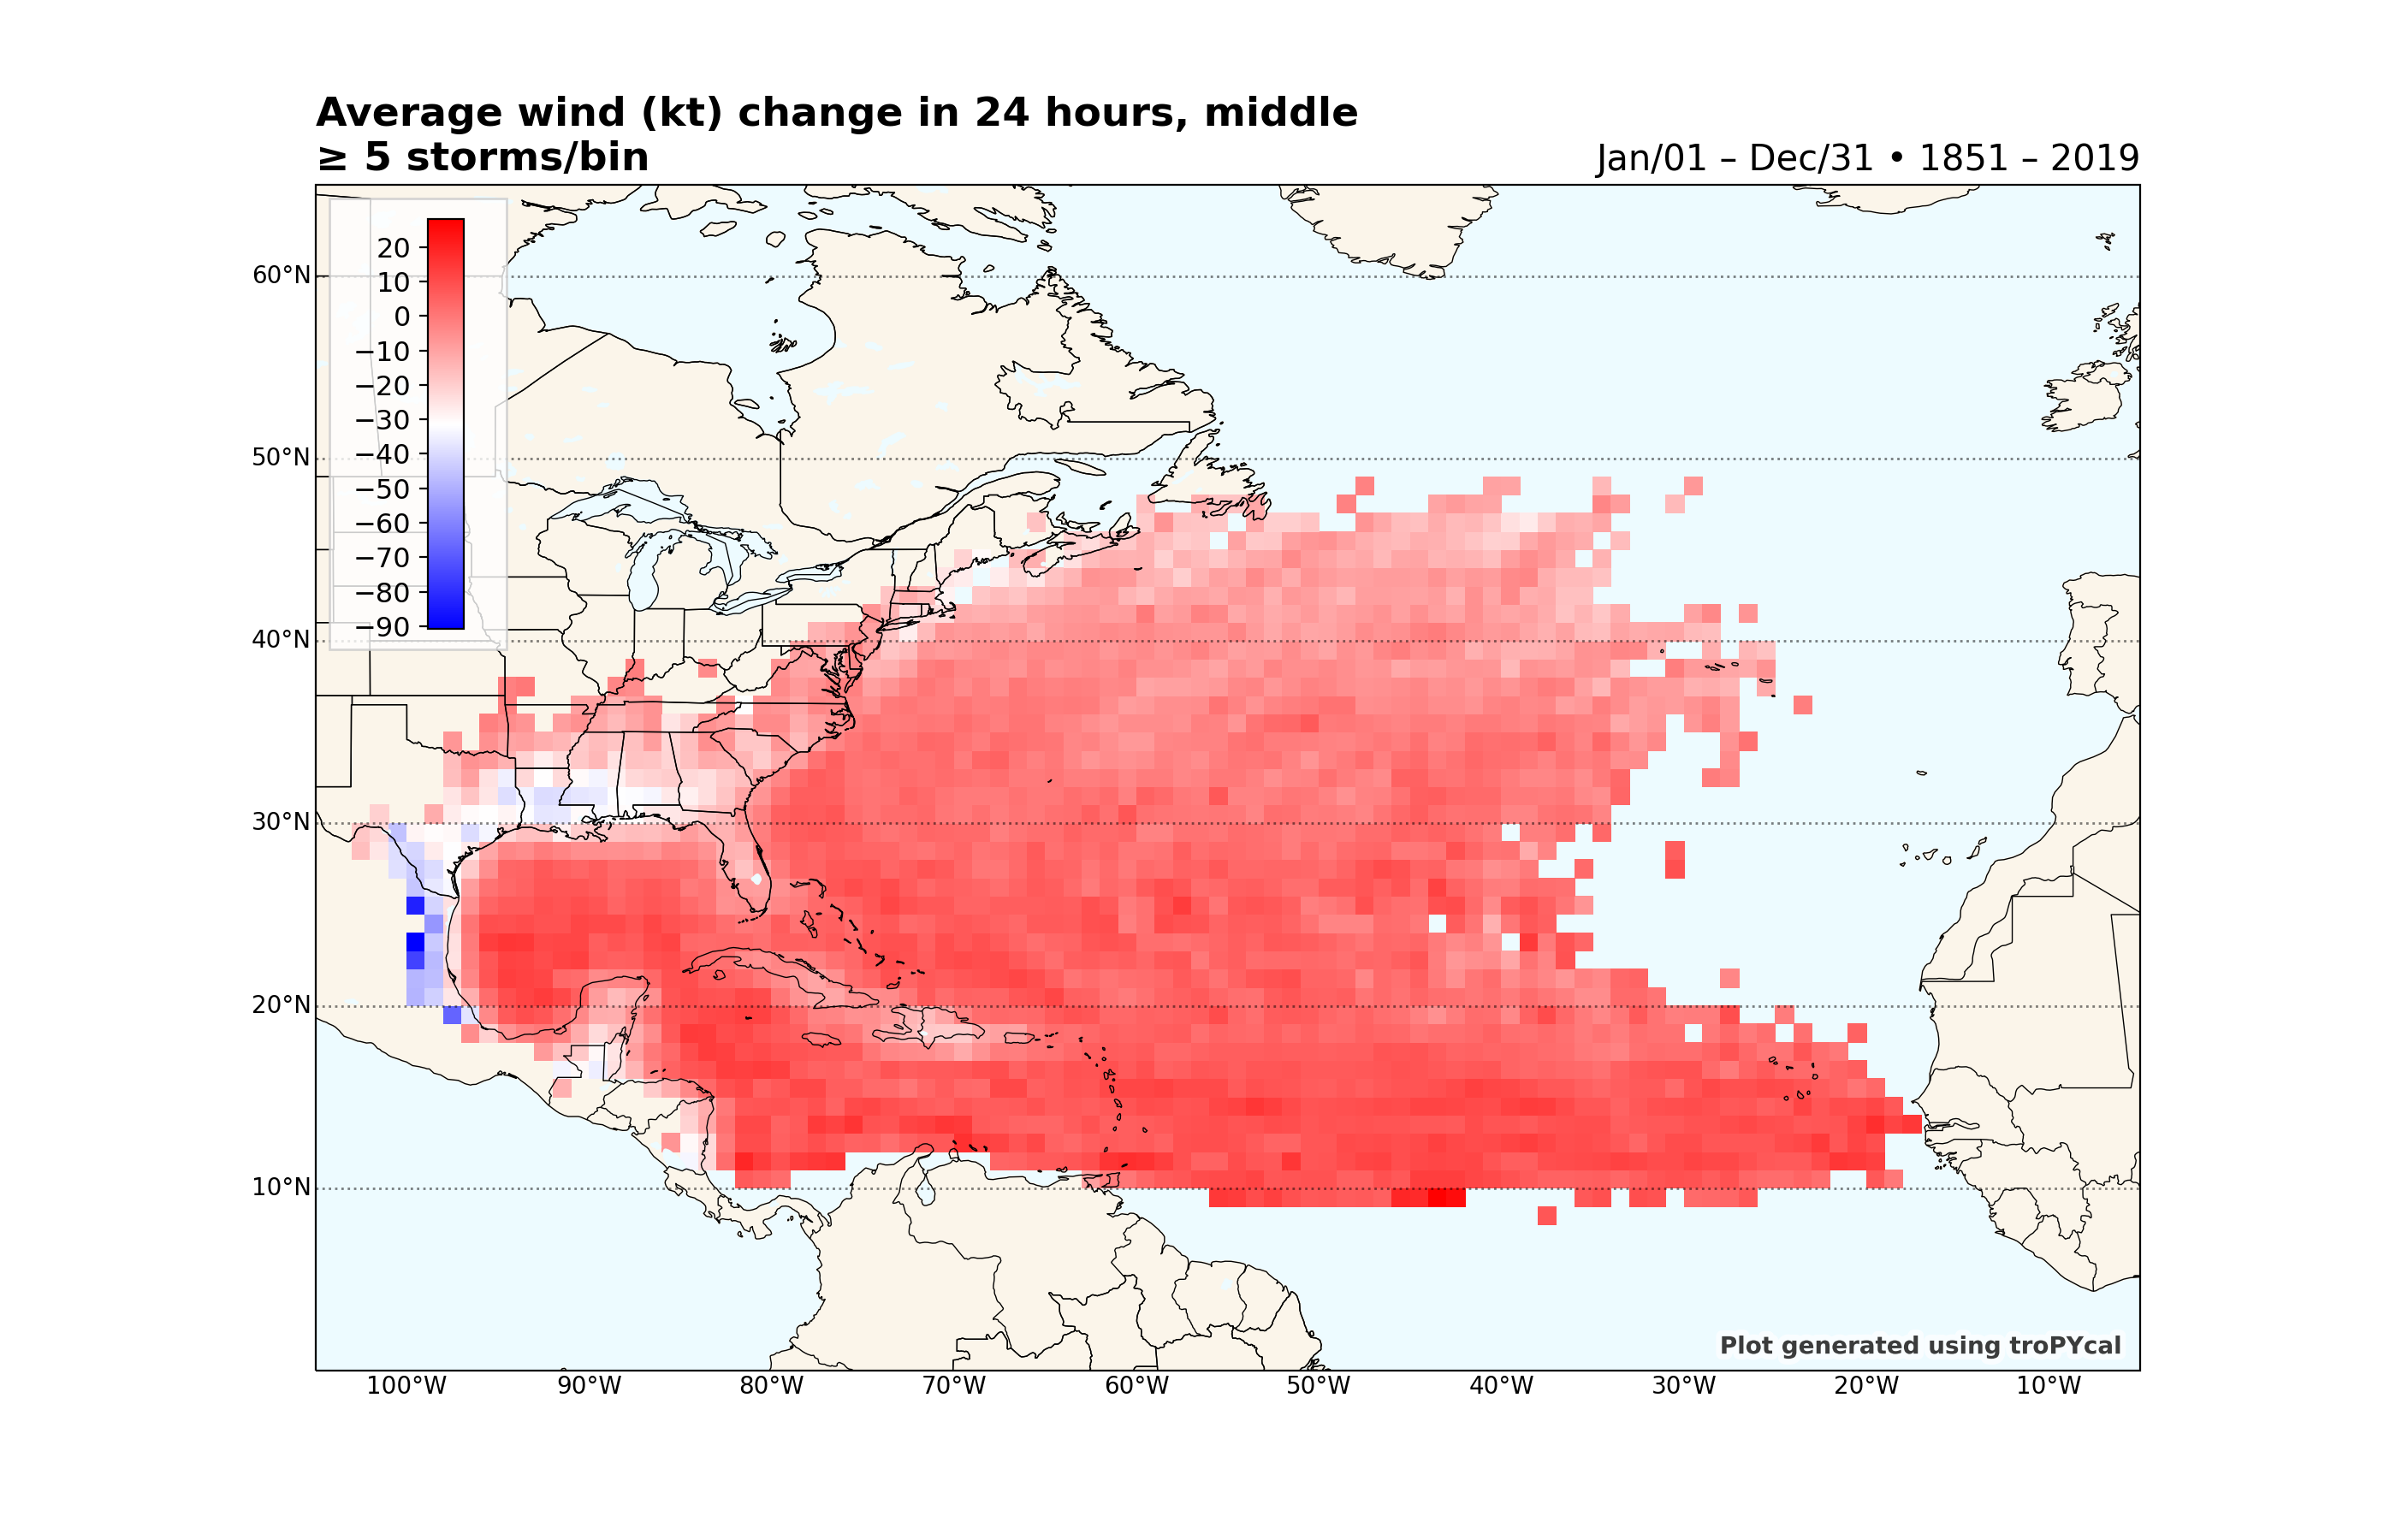 Average wind (kt) change in 24 hours, middle
≥ 5 storms/bin
Jan/01 – Dec/31 • 1851 – 2019
20
10
0
−10
−20
−30
−40
−50
−60
−70
−80
−90
60°N
50°N
40°N
30°N
20°N
10°N
Plot generated using troPYcal
100°W 90°W 80°W 70°W 60°W 50°W 40°W 30°W 20°W 10°W